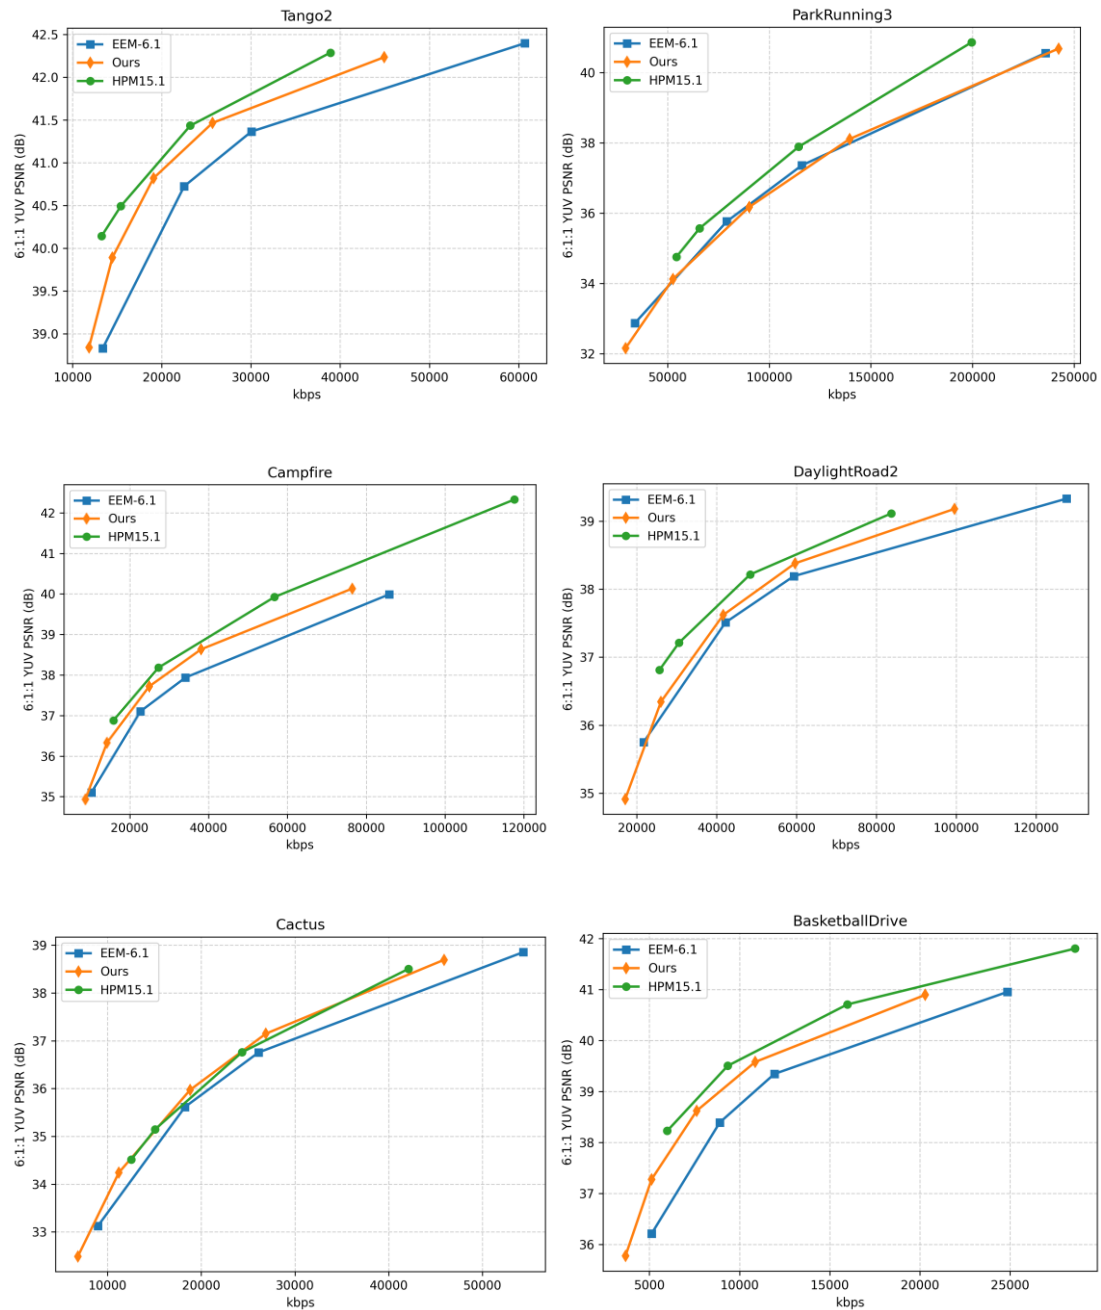 Tango2
42.5
42.0
41.5
41.0
40.5
40.0
39.5
39.0
6:1:1 YUV PSNR (dB)
EEM-6.1
Ours
HPM15.1
10000 20000 30000 40000 50000 60000
kbps
ParkRunning3
40
38
36
34
32
6:1:1 YUV PSNR (dB)
EEM-6.1
Ours
HPM15.1
50000 100000 150000 200000 250000
kbps
Campfire
42
41
40
39
38
37
36
35
6:1:1 YUV PSNR (dB)
EEM-6.1
Ours
HPM15.1
20000 40000 60000 80000 100000 120000
kbps
DaylightRoad2
39
38
37
36
35
6:1:1 YUV PSNR (dB)
EEM-6.1
Ours
HPM15.1
20000 40000 60000 80000 100000 120000
kbps
Cactus
39
38
37
36
35
34
33
6:1:1 YUV PSNR (dB)
EEM-6.1
Ours
HPM15.1
10000 20000 30000 40000 50000
kbps
BasketballDrive
42
41
40
39
38
37
36
6:1:1 YUV PSNR (dB)
EEM-6.1
Ours
HPM15.1
5000 10000 15000 20000 25000
kbps